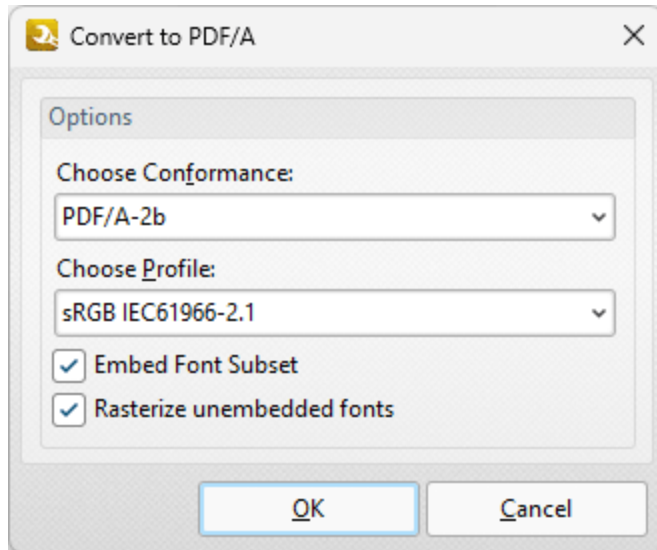 Convert to PDF/A
Options
Choose Conformance:
PDF/A-2b
Choose Profile:
sRGB IEC61966-2.1
Embed Font Subset
Rasterize unembedded fonts
OK
Cancel